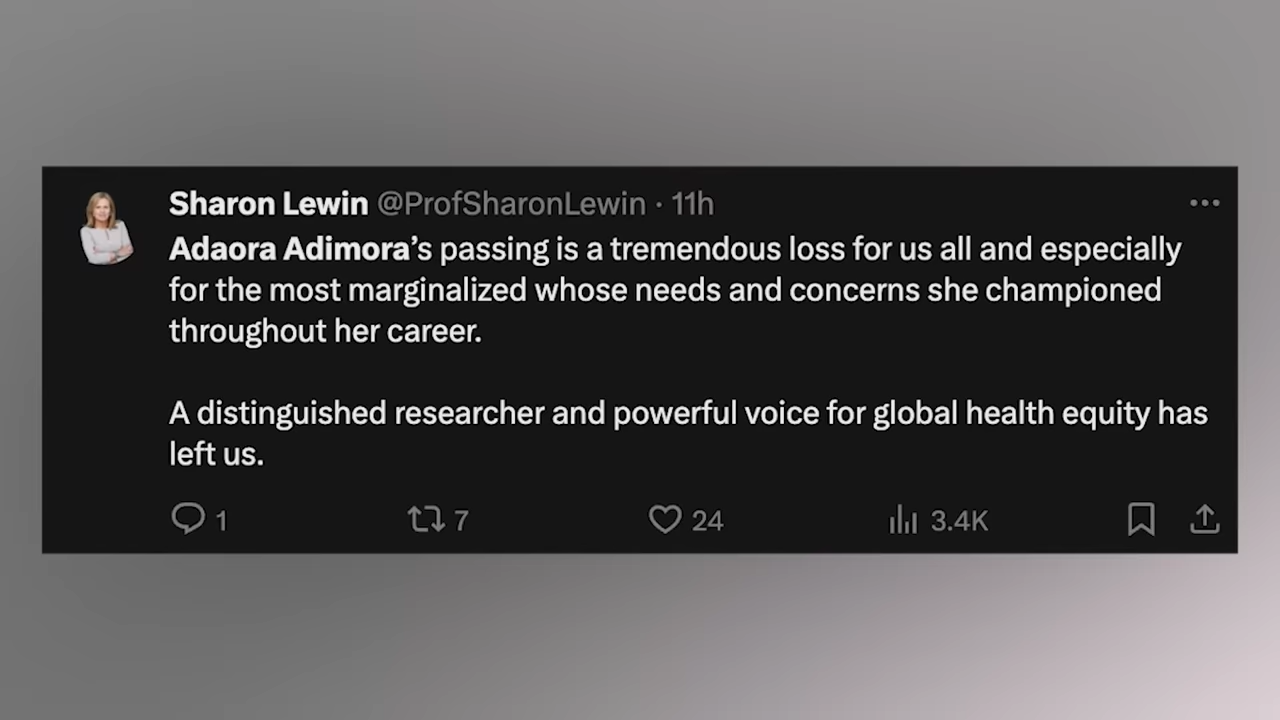 Sharon Lewin @ProfSharonLewin · 11h
Adaora Adimora’s passing is a tremendous loss for us all and especially
for the most marginalized whose needs and concerns she championed
throughout her career.
A distinguished researcher and powerful voice for global health equity has
left us.
1 7 24 3.4K